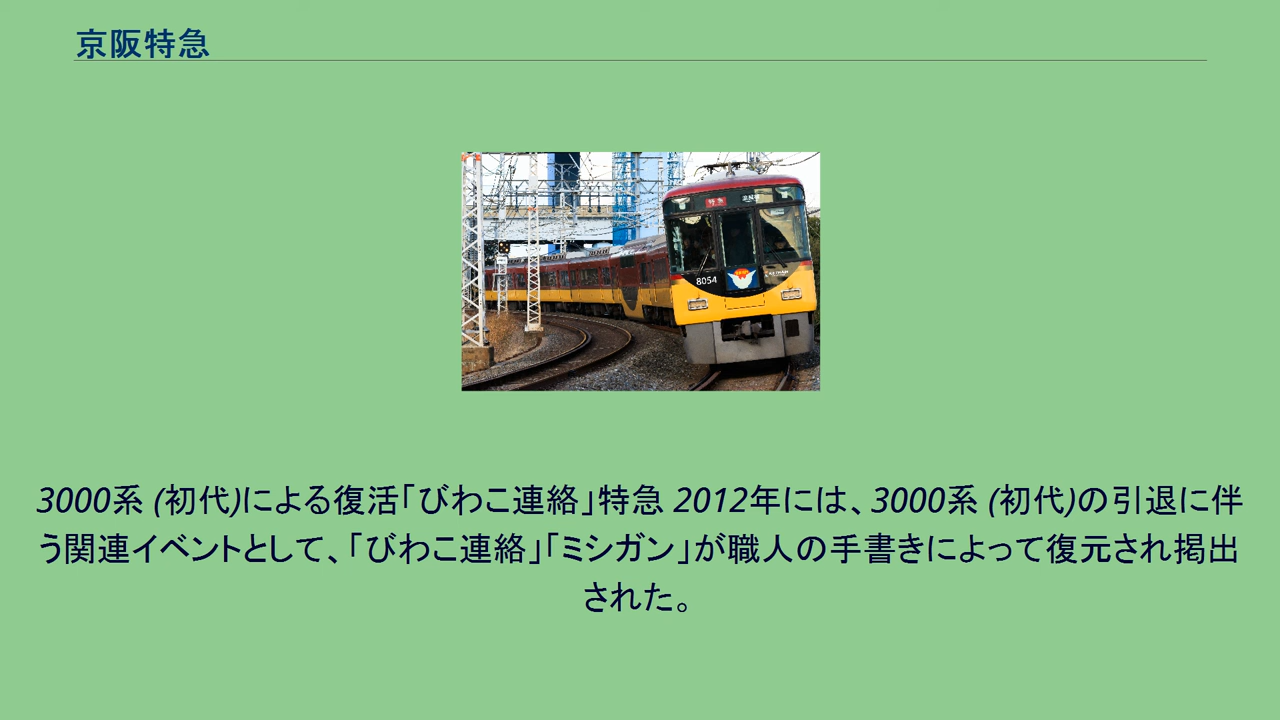 京阪特急
特急
8054
3000系 (初代)による復活「びわこ連絡」特急 2012年には、3000系 (初代)の引退に伴
う関連イベントとして、「びわこ連絡」「ミシガン」が職人の手書きによって復元され掲出
された。